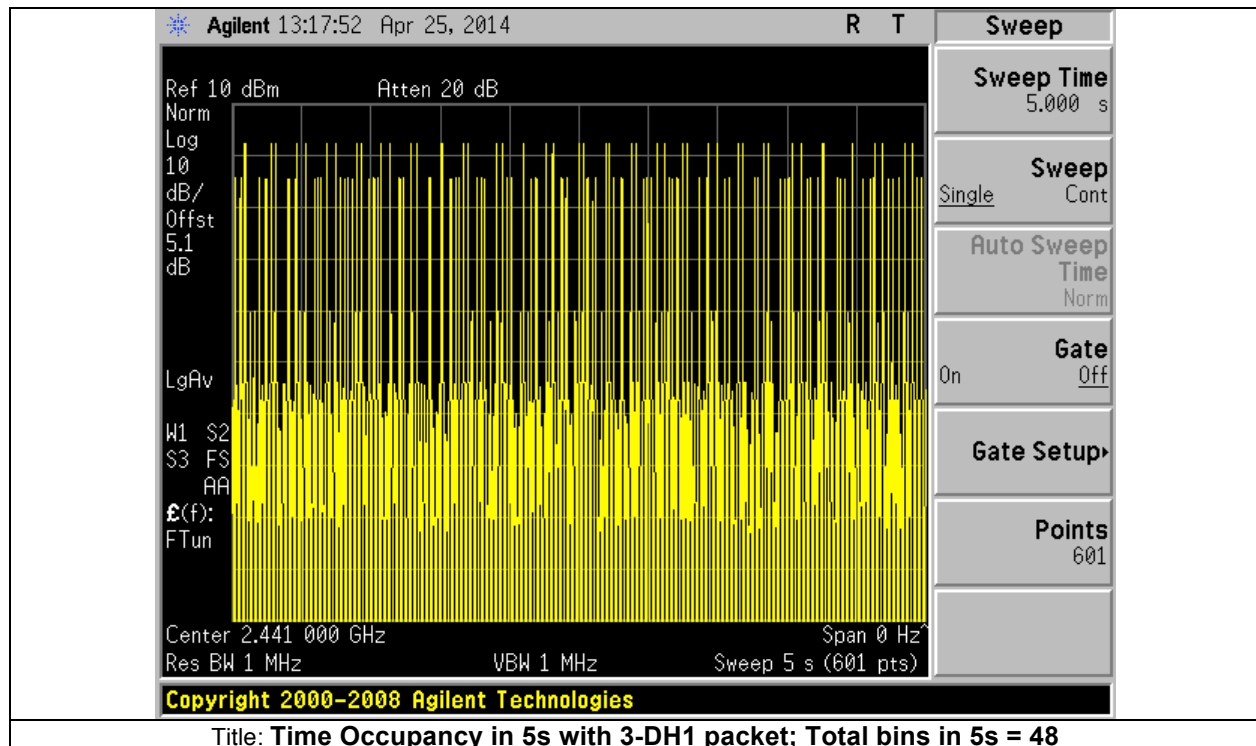 Agilent 13:17:52 Apr 25, 2014 R T
Ref 10 dBm Atten 20 dB
Norm
Log
10
dB/
Offst
5.1
dB
LgAv
W1 S2
S3 FS
AA
£(f):
FTun
Center 2.441 000 GHz Span 0 Hz^
Res BW 1 MHz VBW 1 MHz Sweep 5 s (601 pts)
Copyright 2000-2008 Agilent Technologies
Sweep
Sweep Time
5.000 s
Sweep
Single Cont
Auto Sweep
Time
Norm
Gate
On Off
Gate Setup▸
Points
601
Title: Time Occupancy in 5s with 3-DH1 packet; Total bins in 5s = 48